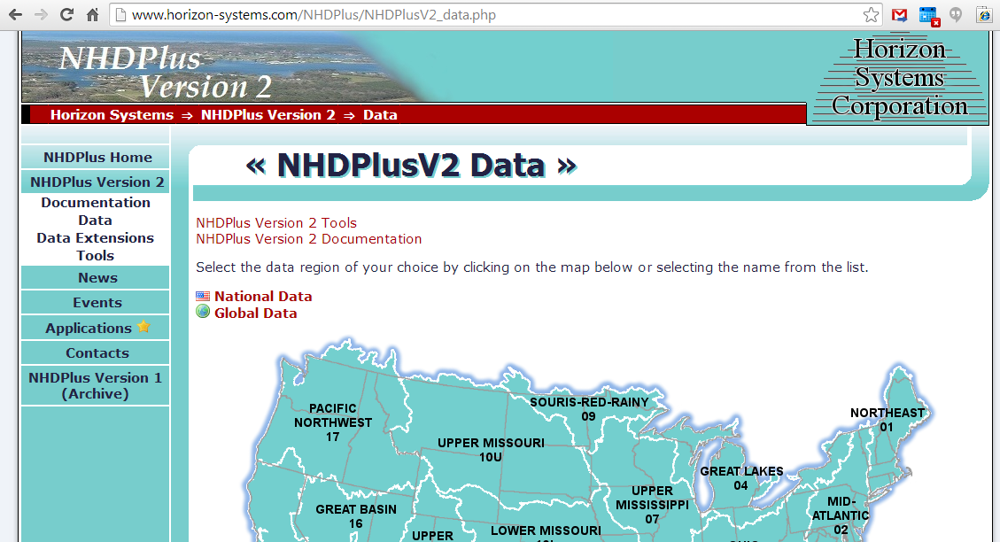 www.horizon-systems.com/NHDPlus/NHDPlusV2_data.php
NHDPlus
Version 2
Horizon
Systems
Corporation
Horizon Systems ⇒ NHDPlus Version 2 ⇒ Data
NHDPlus Home
NHDPlus Version 2
Documentation
Data
Data Extensions
Tools
News
Events
Applications
Contacts
NHDPlus Version 1
(Archive)
« NHDPlusV2 Data »
NHDPlus Version 2 Tools
NHDPlus Version 2 Documentation
Select the data region of your choice by clicking on the map below or selecting the name from the list.
National Data
Global Data
SOURIS-RED-RAINY
09
PACIFIC
NORTHWEST
17
NORTHEAST
01
UPPER MISSOURI
10U
GREAT LAKES
04
UPPER
MISSISSIPPI
07
MID-
ATLANTIC
02
GREAT BASIN
16
LOWER MISSOURI
UPPER